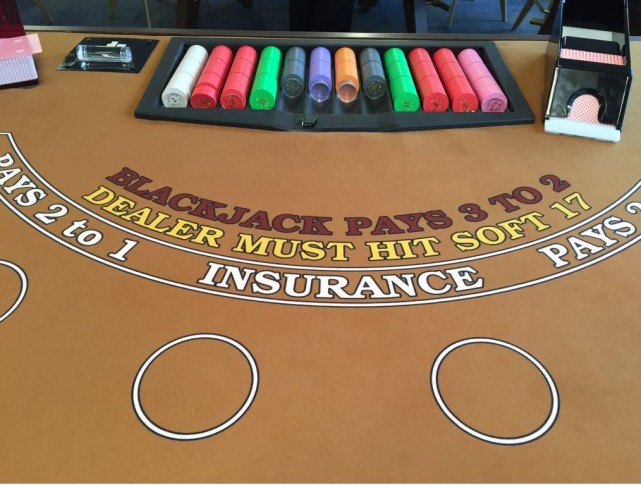 BLACKJACK PAYS 3 TO 2
DEALER MUST HIT SOFT 17
PAYS 2 to 1
INSURANCE
PAYS 2